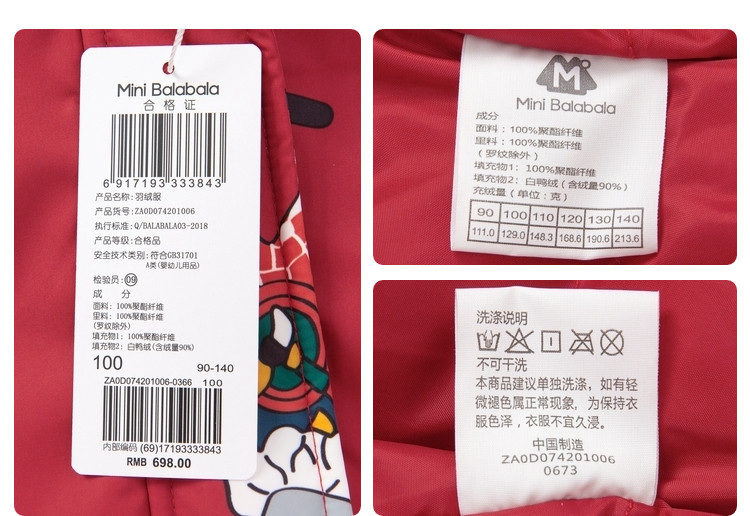 Mini Balabala
合格证
6 917193 333843
产品名称:羽绒服
产品货号:ZA0D074201006
执行标准:Q/BALABALA03-2018
产品等级:合格品
安全技术类别:符合GB31701
A类(婴幼儿用品)
检验员:09
成 分
面料:100%聚酯纤维
里料:100%聚酯纤维
(罗纹除外)
填充物1:100%聚酯纤维
填充物2:白鸭绒(含绒量90%)
100 90-140
ZA0D074201006-0366 100
内部编码 (69)17193333843
RMB 698.00
M
Mini Balabala
成分
面料:100%聚酯纤维
里料:100%聚酯纤维
(罗纹除外)
填充物1:100%聚酯纤维
填充物2:白鸭绒(含绒量90%)
充绒量(单位:克)
90 100 110 120 130 140
111.0 129.0 148.3 168.6 190.6 213.6
洗涤说明
不可干洗
本商品建议单独洗涤,如有轻
微褪色属正常现象,为保持衣
服色泽,衣服不宜久浸。
中国制造
ZA0D074201006
0673